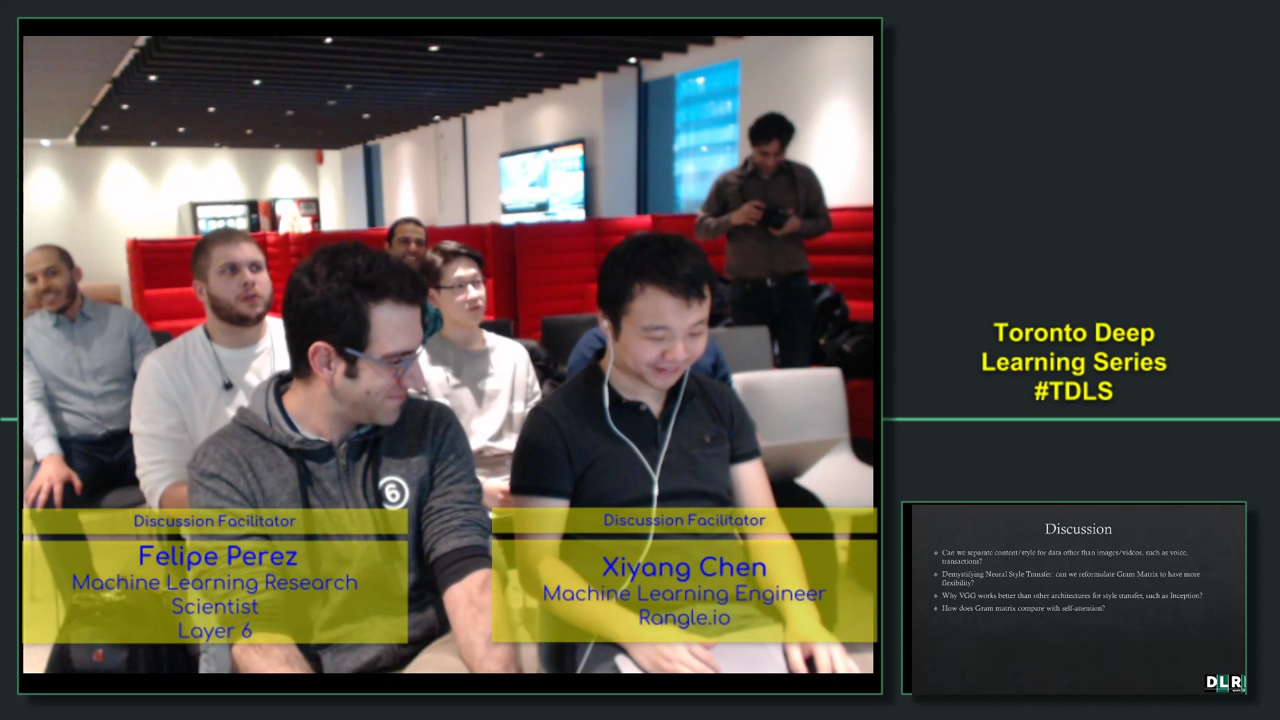 6
Discussion Facilitator
Felipe Perez
Machine Learning Research
Scientist
Layer 6
Discussion Facilitator
Xiyang Chen
Machine Learning Engineer
Rangle.io
Toronto Deep
Learning Series
#TDLS
Discussion
Can we separate content/style for data other than images/videos, such as voice,
transactions?
Demystifying Neural Style Transfer: can we reformulate Gram Matrix to have more
flexibility?
Why VGG works better than other architectures for style transfer, such as Inception?
How does Gram matrix compare with self-attention?
DLR